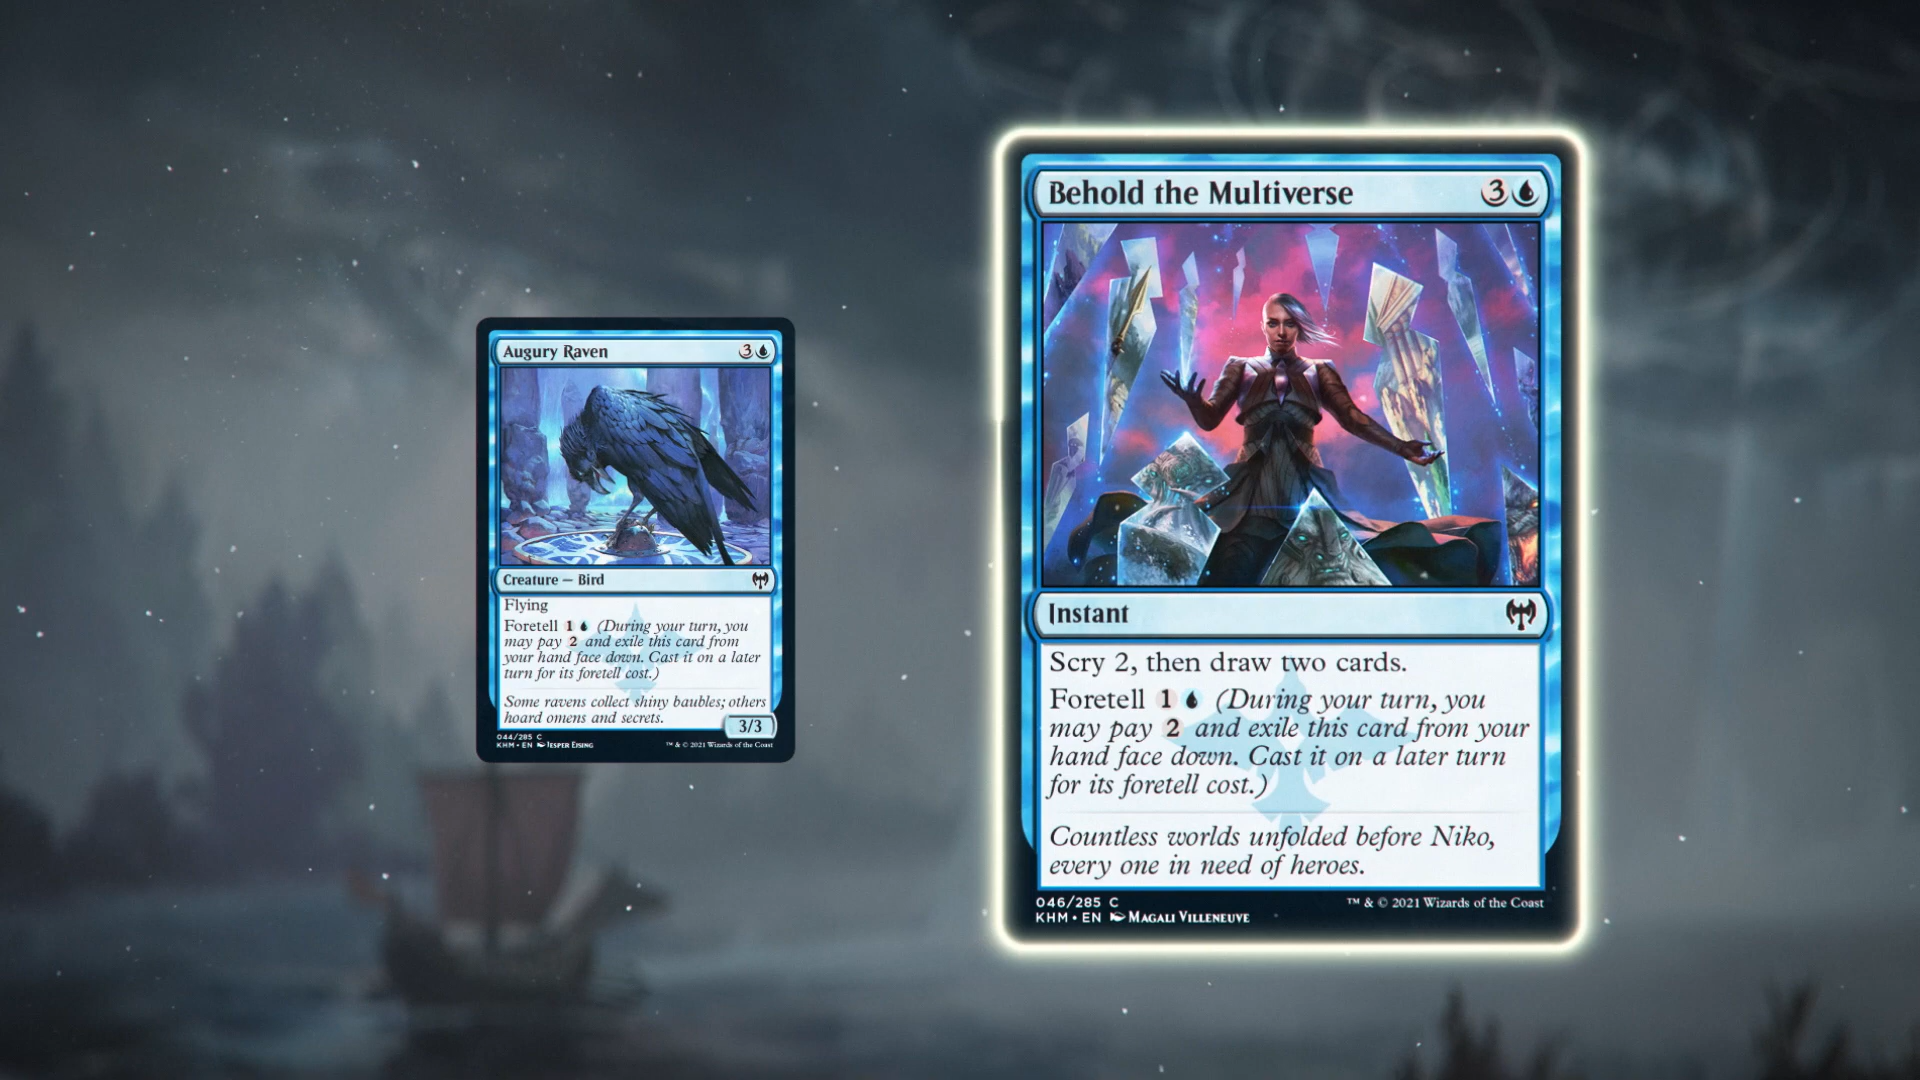 Augury Raven 3
Creature — Bird
Flying
Foretell 1 (During your turn, you
may pay 2 and exile this card from
your hand face down. Cast it on a later
turn for its foretell cost.)
Some ravens collect shiny baubles; others
hoard omens and secrets.
3/3
044/285 C
KHM • EN Jesper Ejsing
™ & © 2021 Wizards of the Coast
Behold the Multiverse 3
Instant
Scry 2, then draw two cards.
Foretell 1 (During your turn, you
may pay 2 and exile this card from your
hand face down. Cast it on a later turn
for its foretell cost.)
Countless worlds unfolded before Niko,
every one in need of heroes.
046/285 C
KHM • EN Magali Villeneuve
™ & © 2021 Wizards of the Coast